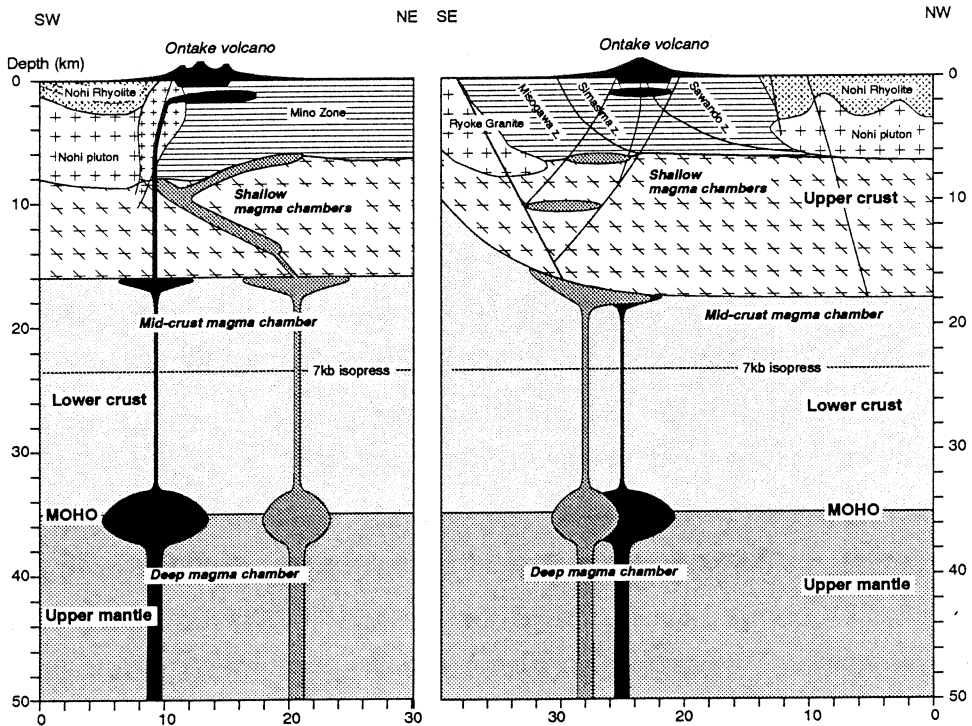 SW
NE
SE
NW
Ontake volcano
Ontake volcano
Depth (km)
0
10
20
30
40
50
Nohi Rhyolite
Mino Zone
Nohi pluton
Shallow
magma chambers
Mid-crust magma chamber
7kb isopress
Lower crust
MOHO
Deep magma chamber
Upper mantle
0
10
20
30
Ryoke Granite
Misogawa z.
Simasima z.
Sawando z.
Nohi Rhyolite
Nohi pluton
Shallow
magma chambers
Upper crust
Mid-crust magma chamber
7kb isopress
Lower crust
MOHO
Deep magma chamber
Upper mantle
0
10
20
30
40
50
30
20
10
0